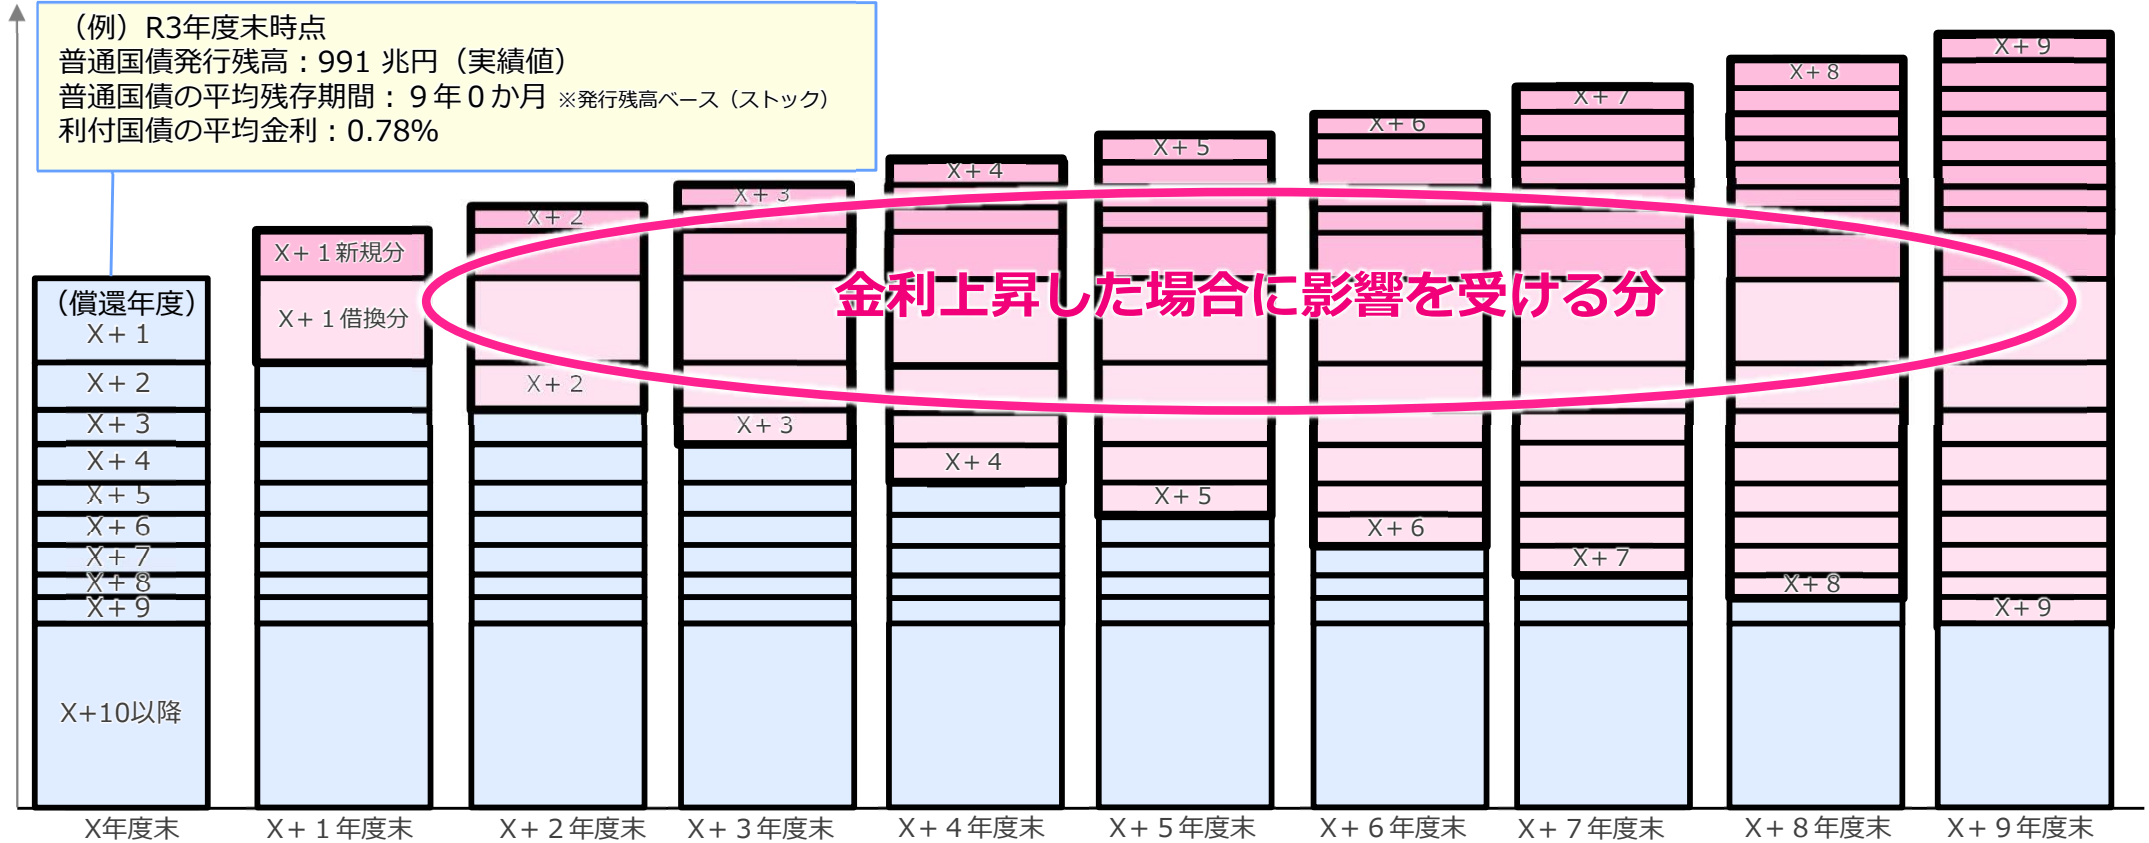 （例）R3年度末時点
普通国債発行残高：991 兆円（実績値）
普通国債の平均残存期間：９年０か月 ※発行残高ベース（ストック）
利付国債の平均金利：0.78%
（償還年度）
X＋１
X＋２
X＋３
X＋４
X＋５
X＋６
X＋７
X＋８
X＋９
X+10以降
X＋１新規分
X＋１借換分
X＋２
X＋２
X＋３
X＋３
X＋４
X＋４
X＋５
X＋５
X＋６
X＋６
X＋７
X＋７
X＋８
X＋８
X＋９
X＋９
金利上昇した場合に影響を受ける分
X年度末
X＋１年度末
X＋２年度末
X＋３年度末
X＋４年度末
X＋５年度末
X＋６年度末
X＋７年度末
X＋８年度末
X＋９年度末